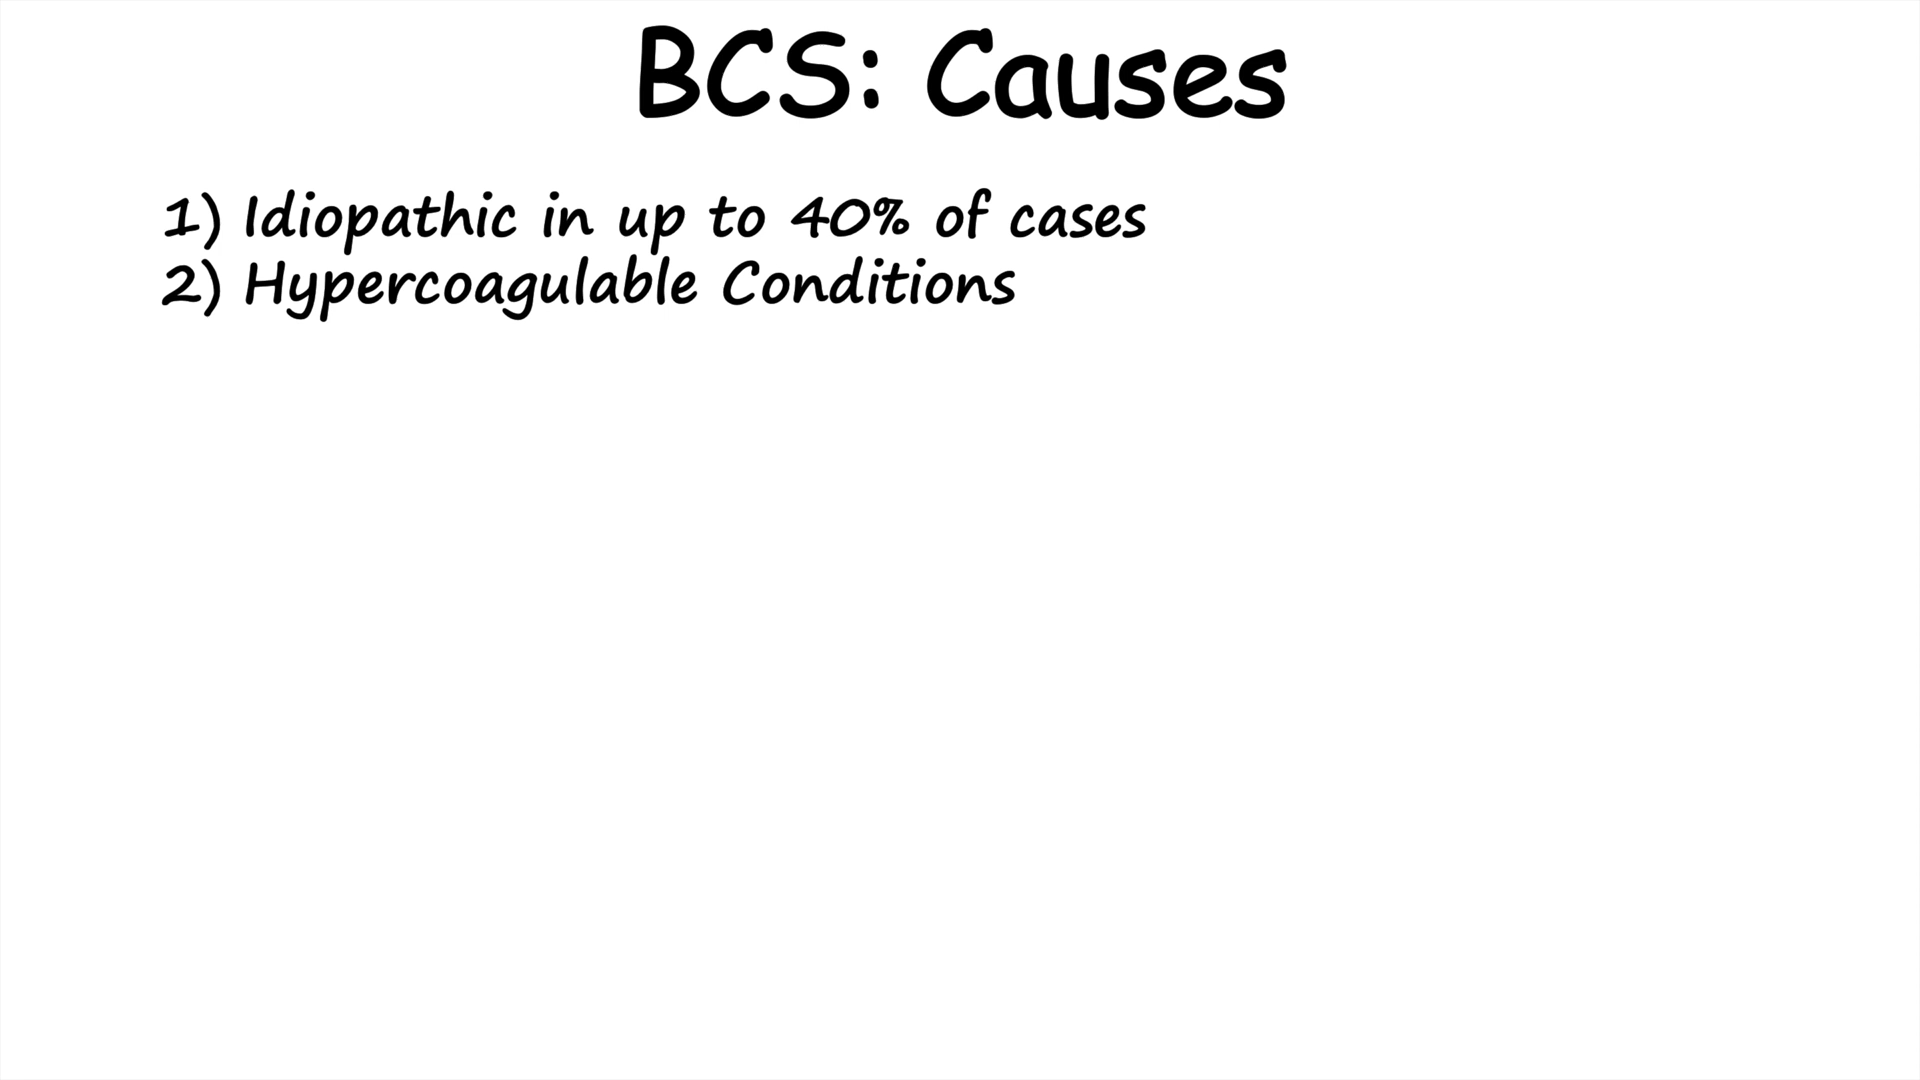 BCS: Causes
1) Idiopathic in up to 40% of cases
2) Hypercoagulable Conditions